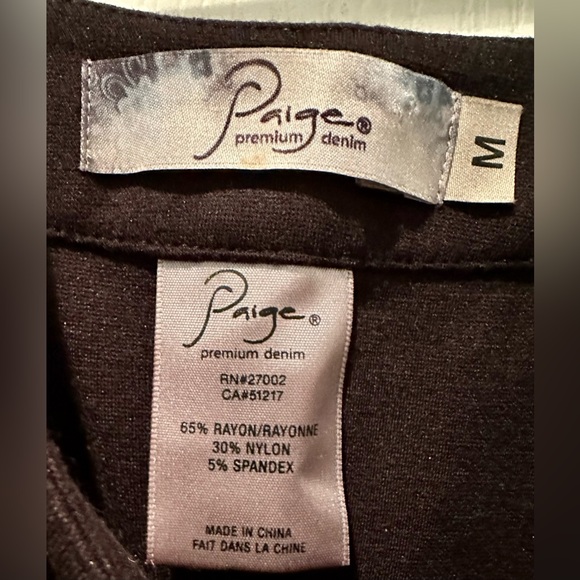 Paige®
premium denim
M
Paige®
premium denim
RN#27002
CA#51217
65% RAYON/RAYONNE
30% NYLON
5% SPANDEX
MADE IN CHINA
FAIT DANS LA CHINE